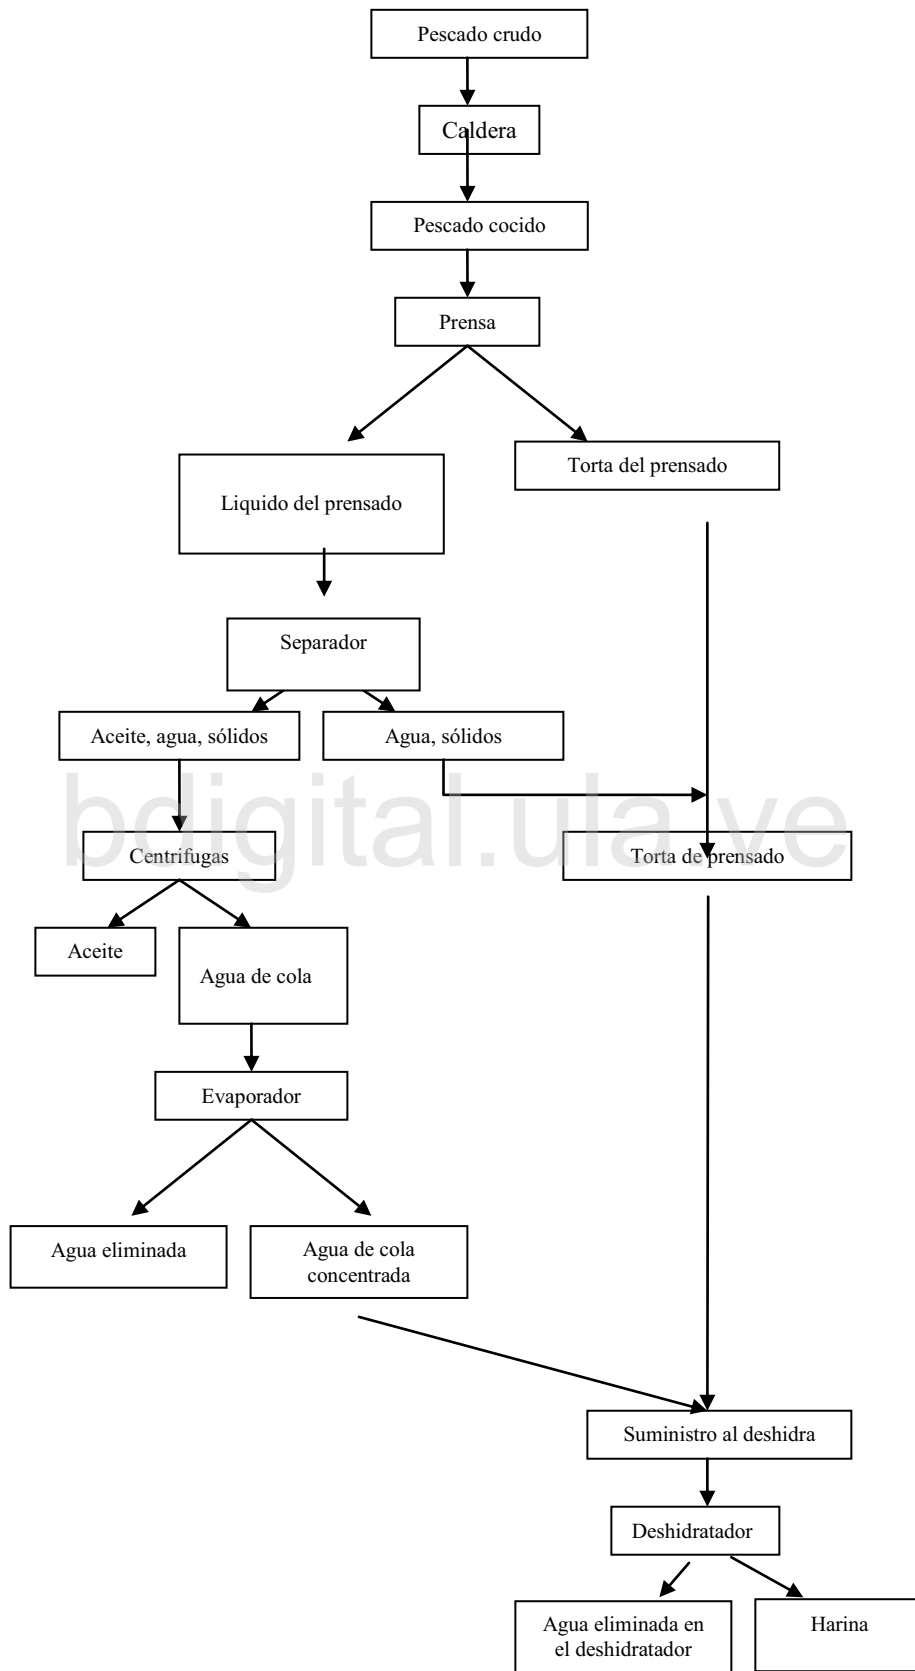 Pescado crudo
Caldera
Pescado cocido
Prensa
Torta del prensado
Liquido del prensado
Separador
Aceite, agua, sólidos
Agua, sólidos
bdigital.ula.ve
Centrifugas
Torta de prensado
Aceite
Agua de cola
Evaporador
Agua eliminada
Agua de cola
concentrada
Suministro al deshidra
Deshidratador
Agua eliminada en
el deshidratador
Harina